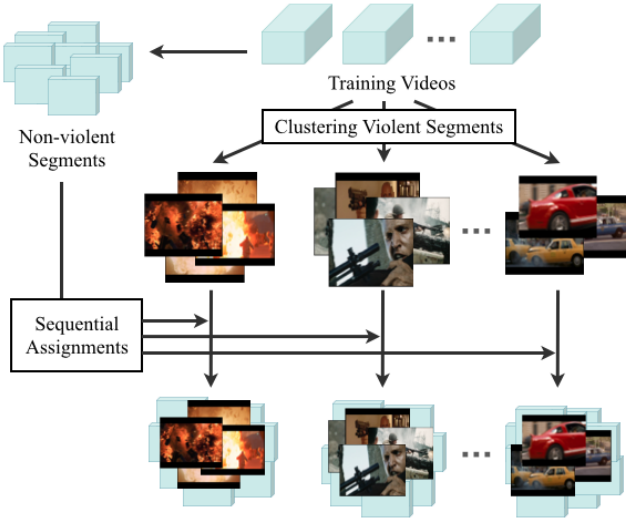 Training Videos
Clustering Violent Segments
Non-violent
Segments
Sequential
Assignments